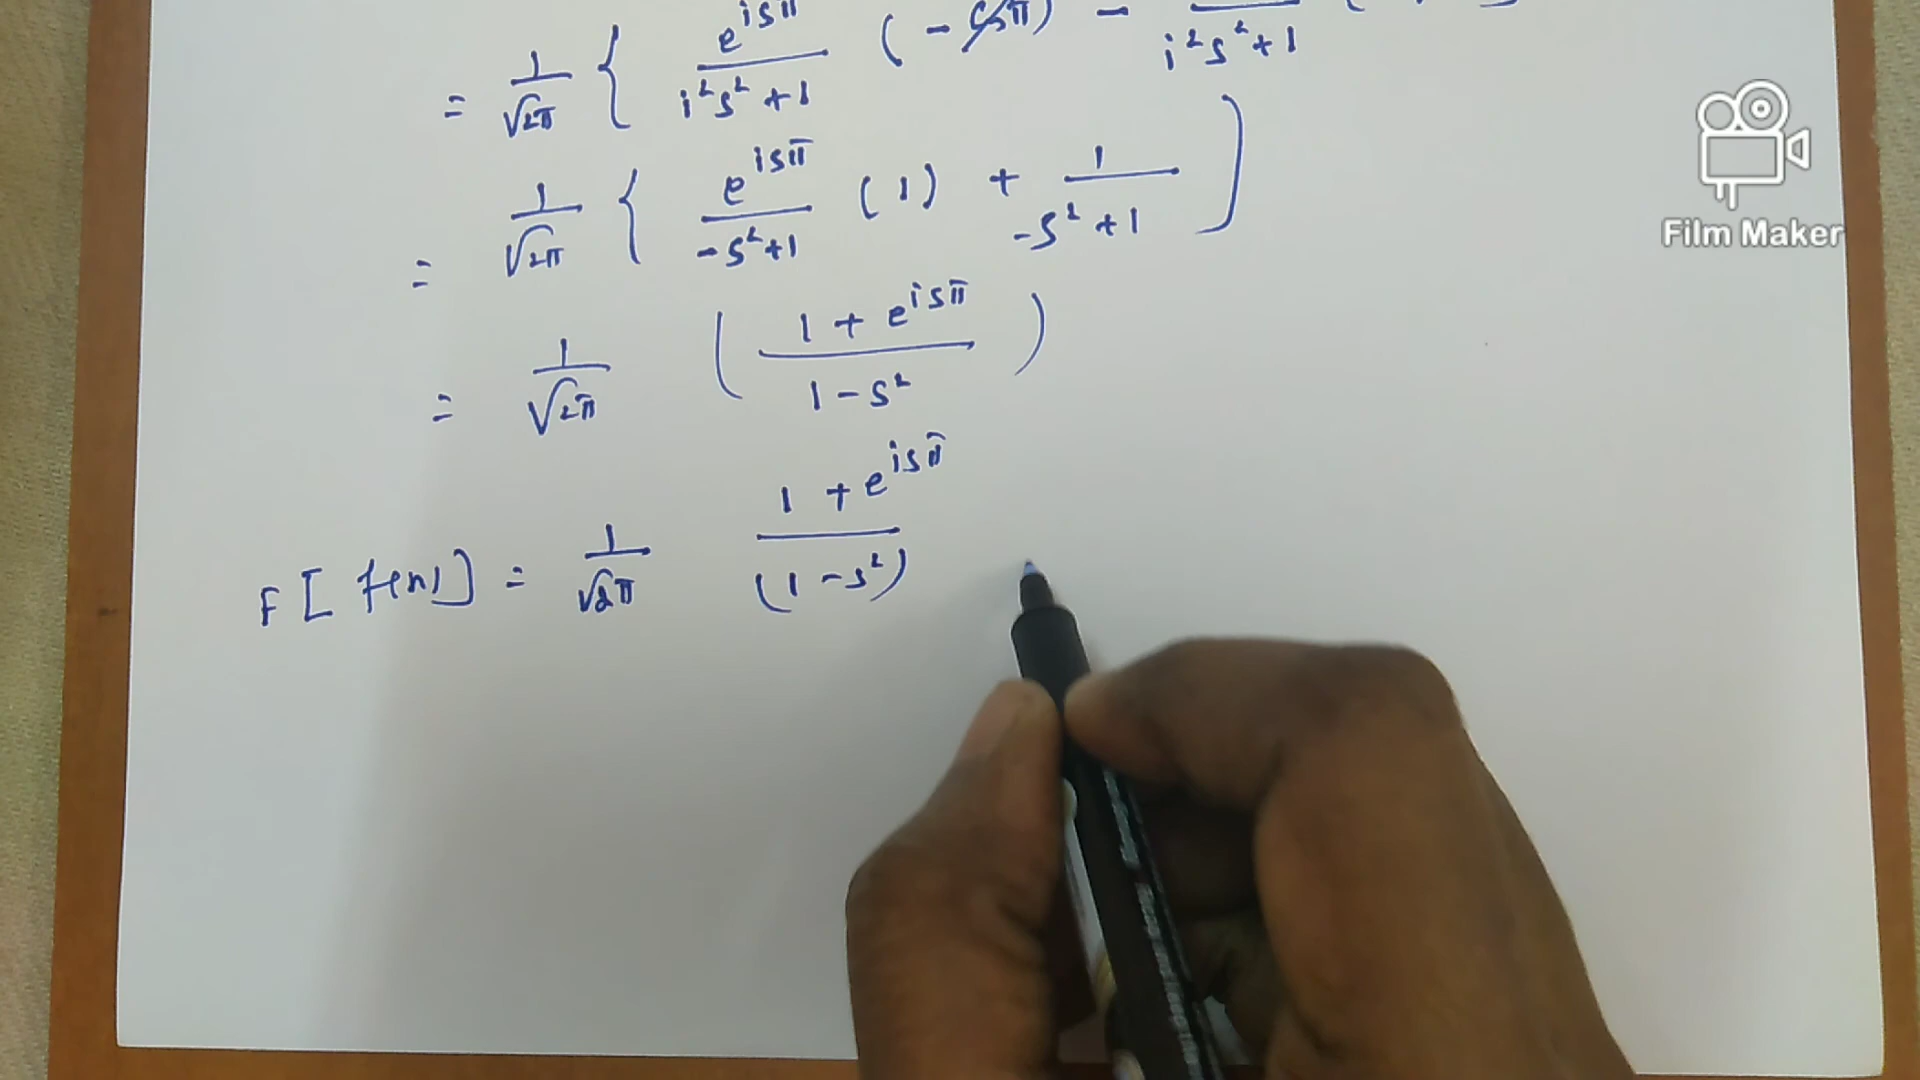 = 1/√2π { e^isπ / i²s²+1 (-cosπ) - / i²s²+1
= 1/√2π { e^isπ / -s²+1 (1) + 1 / -s²+1 ]
= 1/√2π ( 1 + e^isπ / 1-s² )
F[f(x)] = 1/√2π 1 + e^isπ / (1-s²)
Film Maker